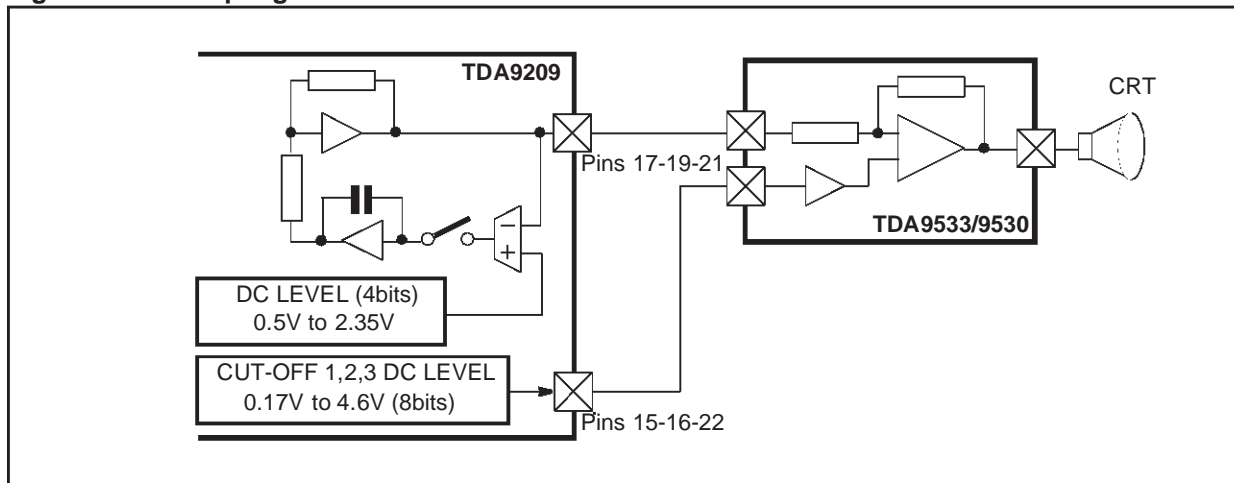 TDA9209
CRT
Pins 17-19-21
TDA9533/9530
DC LEVEL (4bits)
0.5V to 2.35V
CUT-OFF 1,2,3 DC LEVEL
0.17V to 4.6V (8bits)
Pins 15-16-22